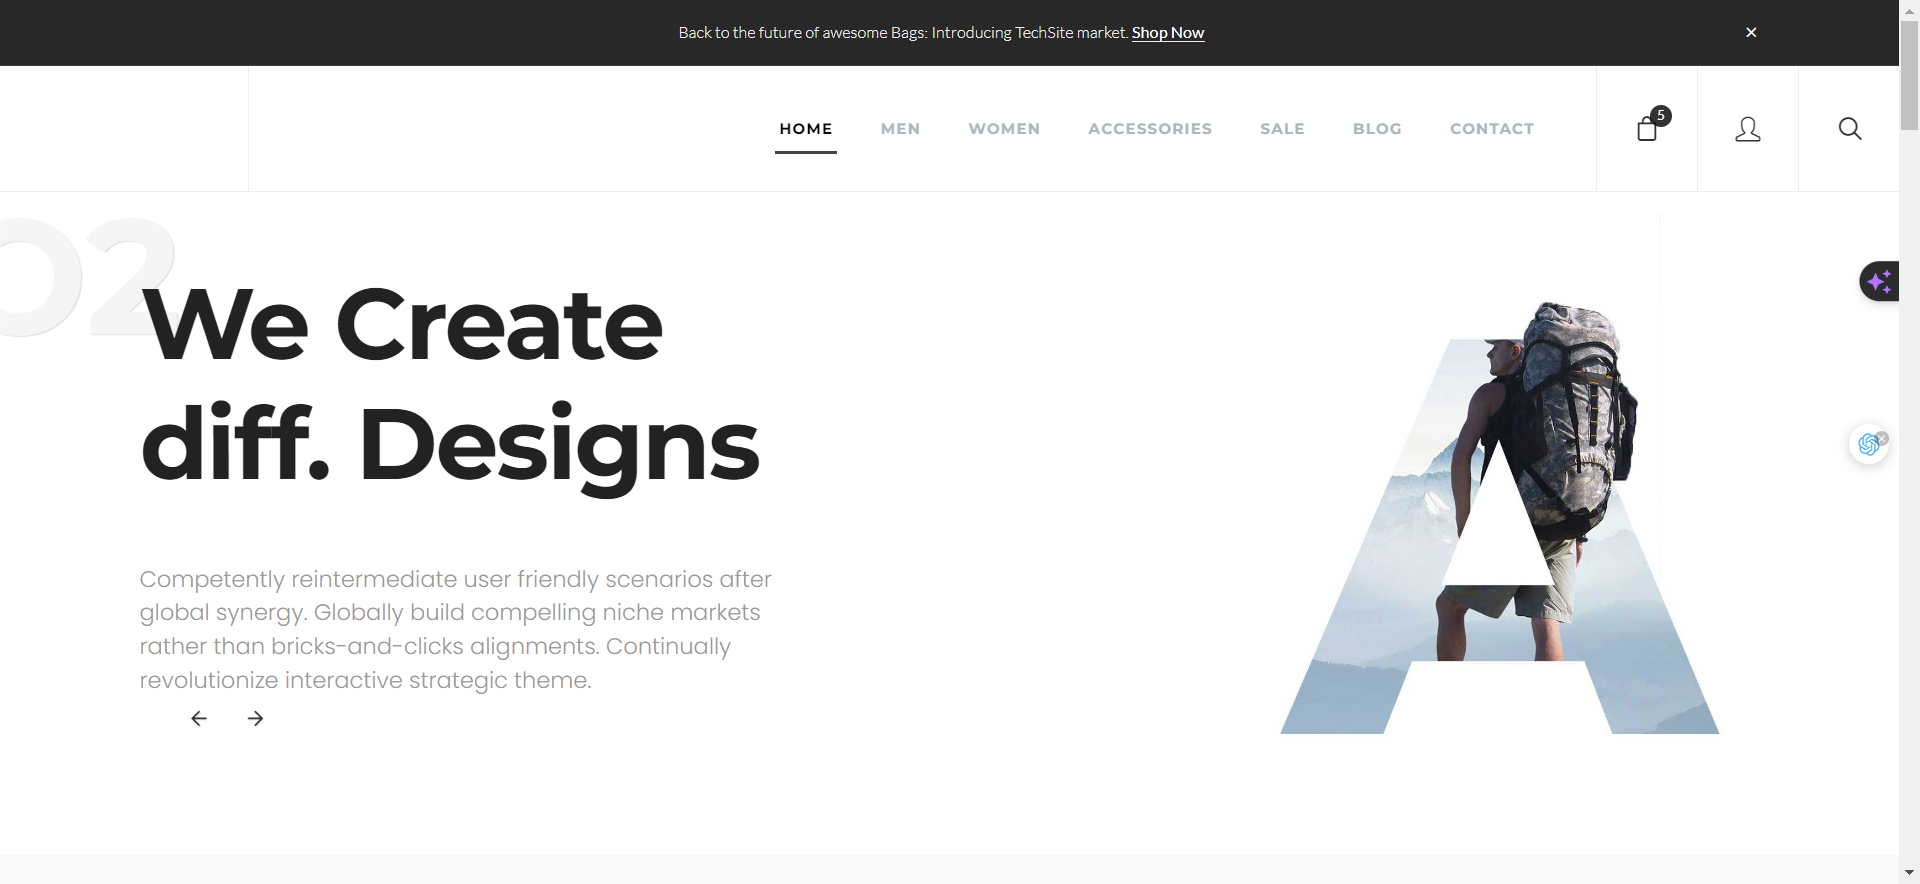 Back to the future of awesome Bags: Introducing TechSite market. Shop Now
HOME MEN WOMEN ACCESSORIES SALE BLOG CONTACT
5
02
We Create
diff. Designs
Competently reintermediate user friendly scenarios after
global synergy. Globally build compelling niche markets
rather than bricks-and-clicks alignments. Continually
revolutionize interactive strategic theme.